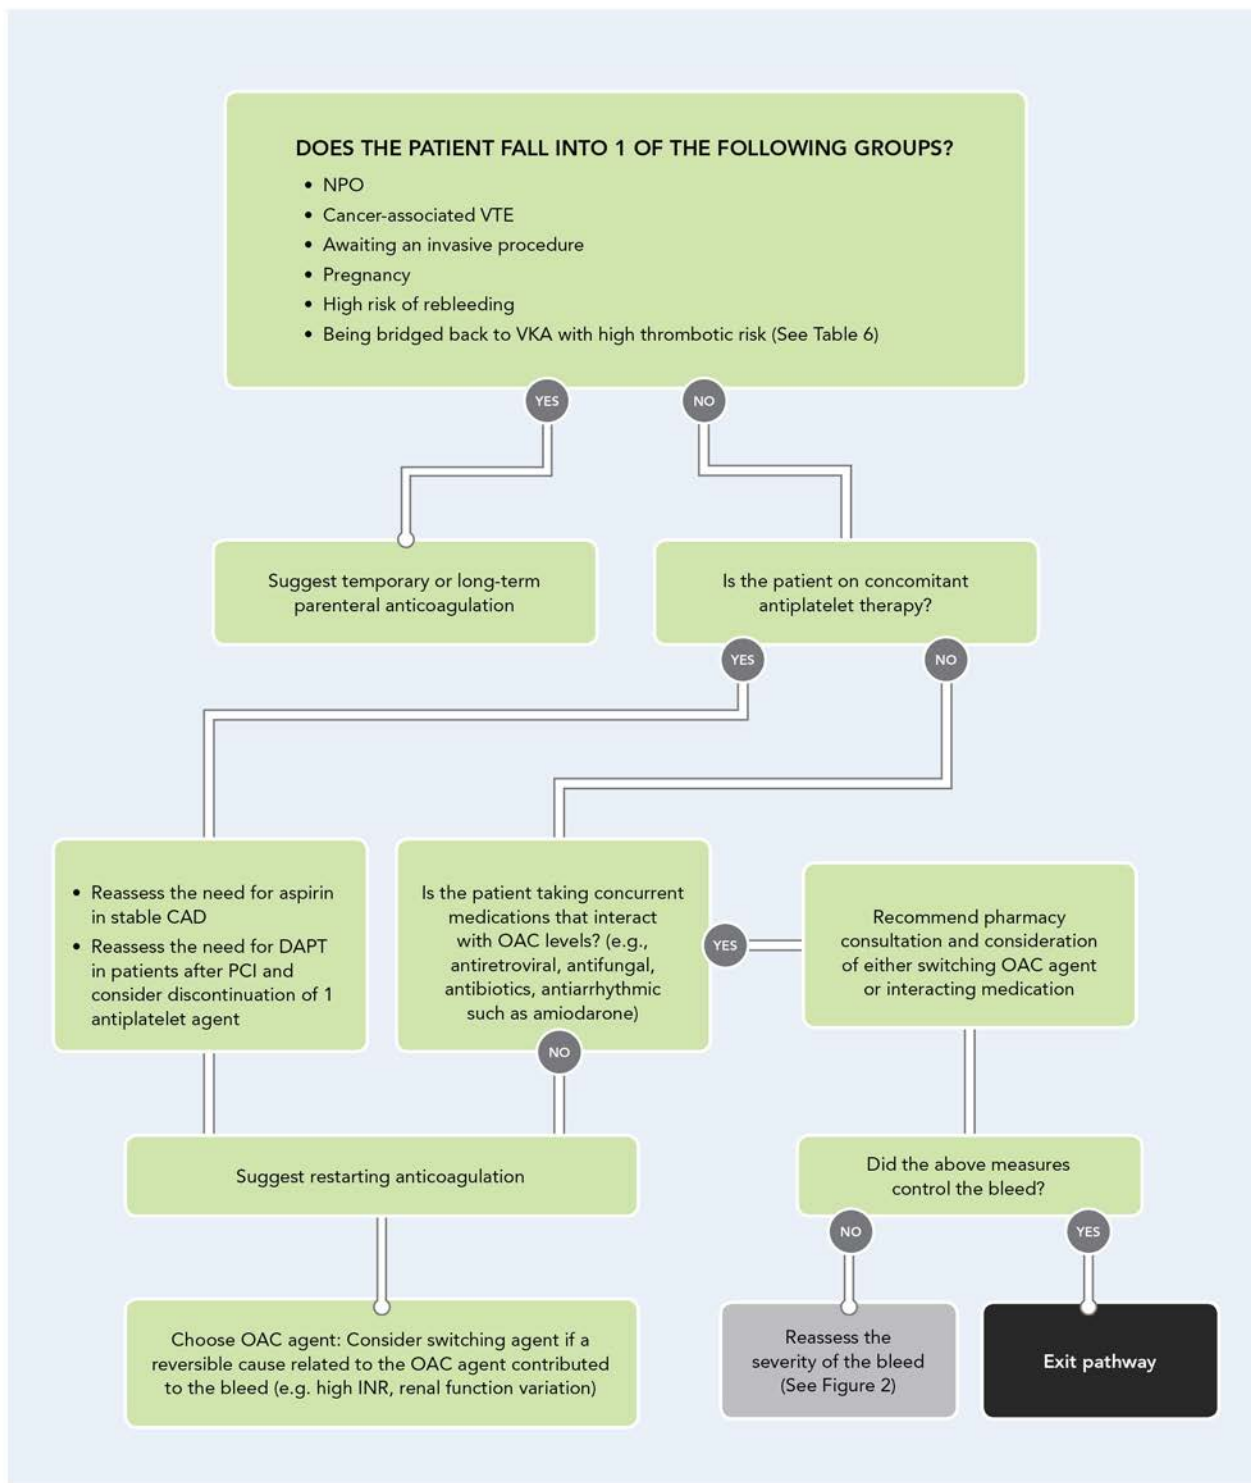 DOES THE PATIENT FALL INTO 1 OF THE FOLLOWING GROUPS?
• NPO
• Cancer-associated VTE
• Awaiting an invasive procedure
• Pregnancy
• High risk of rebleeding
• Being bridged back to VKA with high thrombotic risk (See Table 6)
YES
NO
Suggest temporary or long-term
parenteral anticoagulation
Is the patient on concomitant
antiplatelet therapy?
YES
NO
• Reassess the need for aspirin
in stable CAD
• Reassess the need for DAPT
in patients after PCI and
consider discontinuation of 1
antiplatelet agent
Is the patient taking concurrent
medications that interact
with OAC levels? (e.g.,
antiretroviral, antifungal,
antibiotics, antiarrhythmic
such as amiodarone)
YES
NO
Recommend pharmacy
consultation and consideration
of either switching OAC agent
or interacting medication
Suggest restarting anticoagulation
Did the above measures
control the bleed?
NO
YES
Choose OAC agent: Consider switching agent if a
reversible cause related to the OAC agent contributed
to the bleed (e.g. high INR, renal function variation)
Reassess the
severity of the bleed
(See Figure 2)
Exit pathway